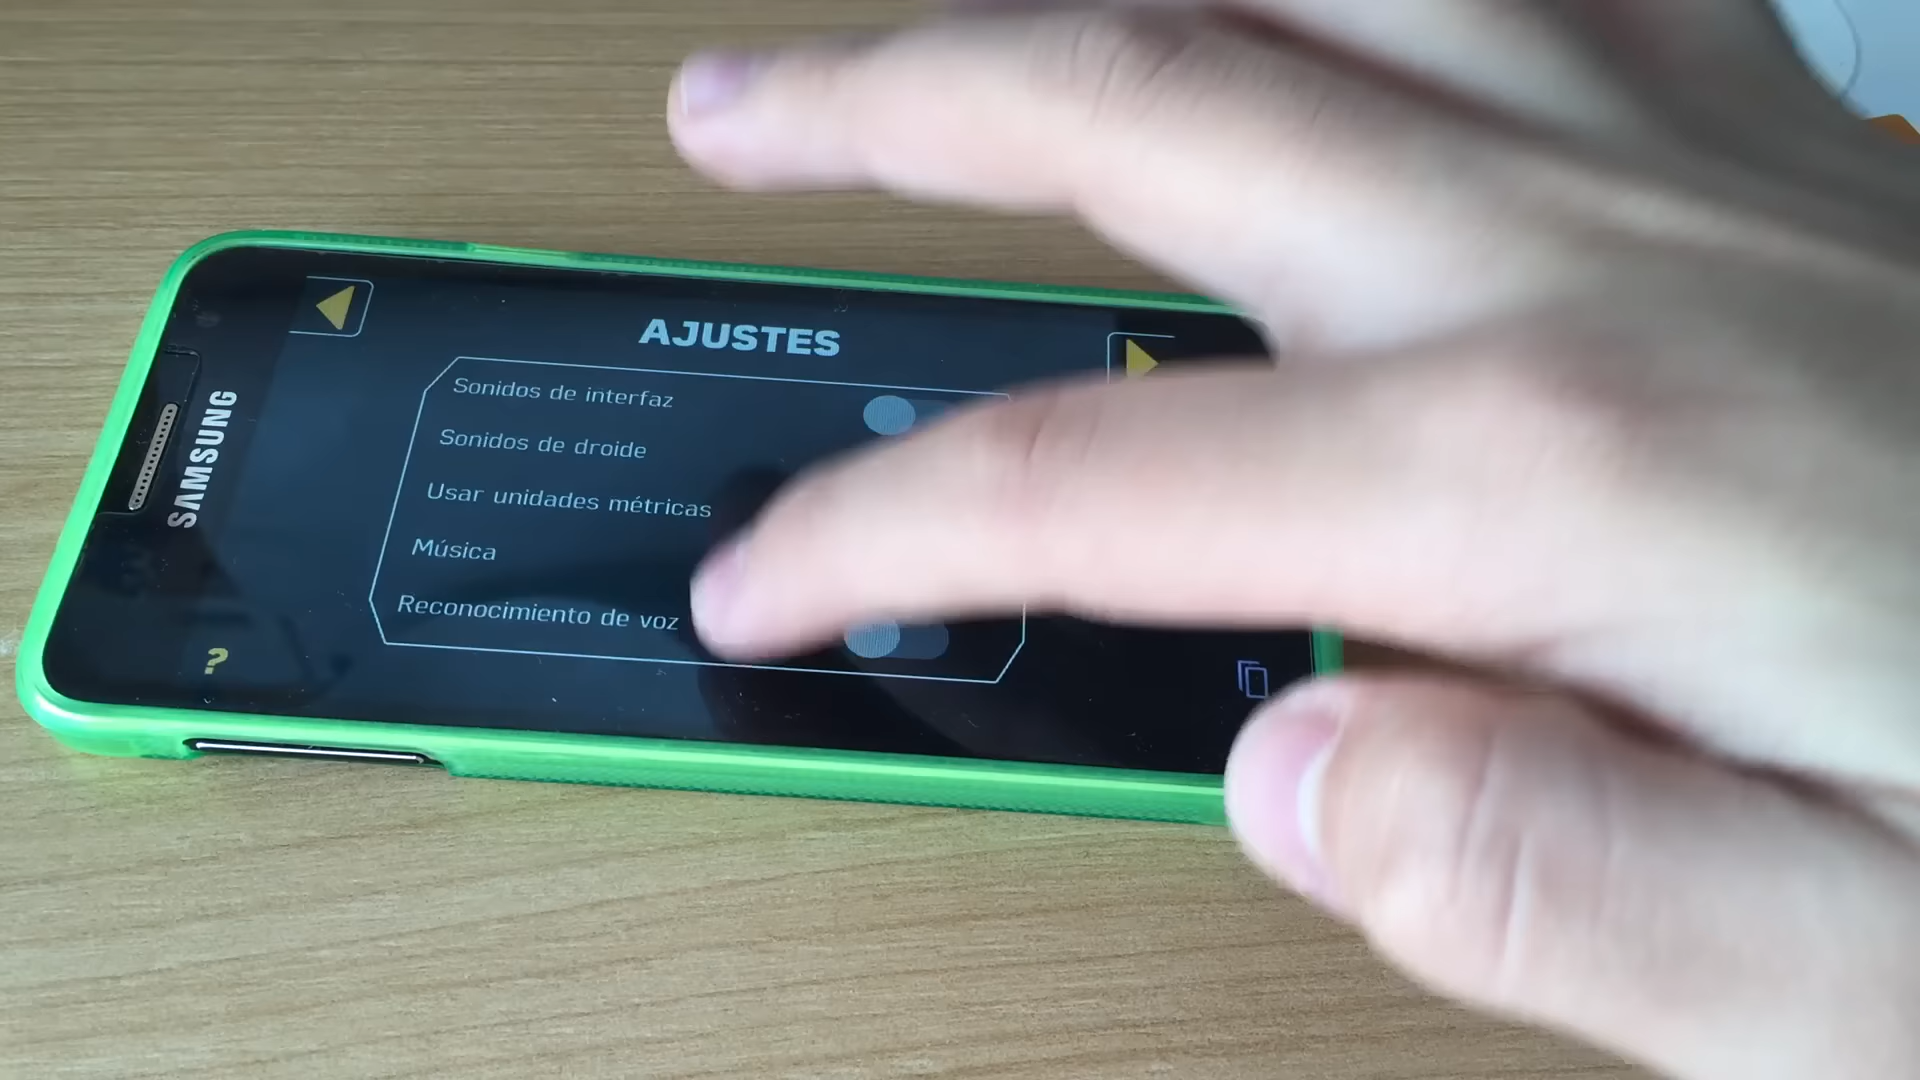 SAMSUNG
AJUSTES
Sonidos de interfaz
Sonidos de droide
Usar unidades métricas
Música
Reconocimiento de voz
?